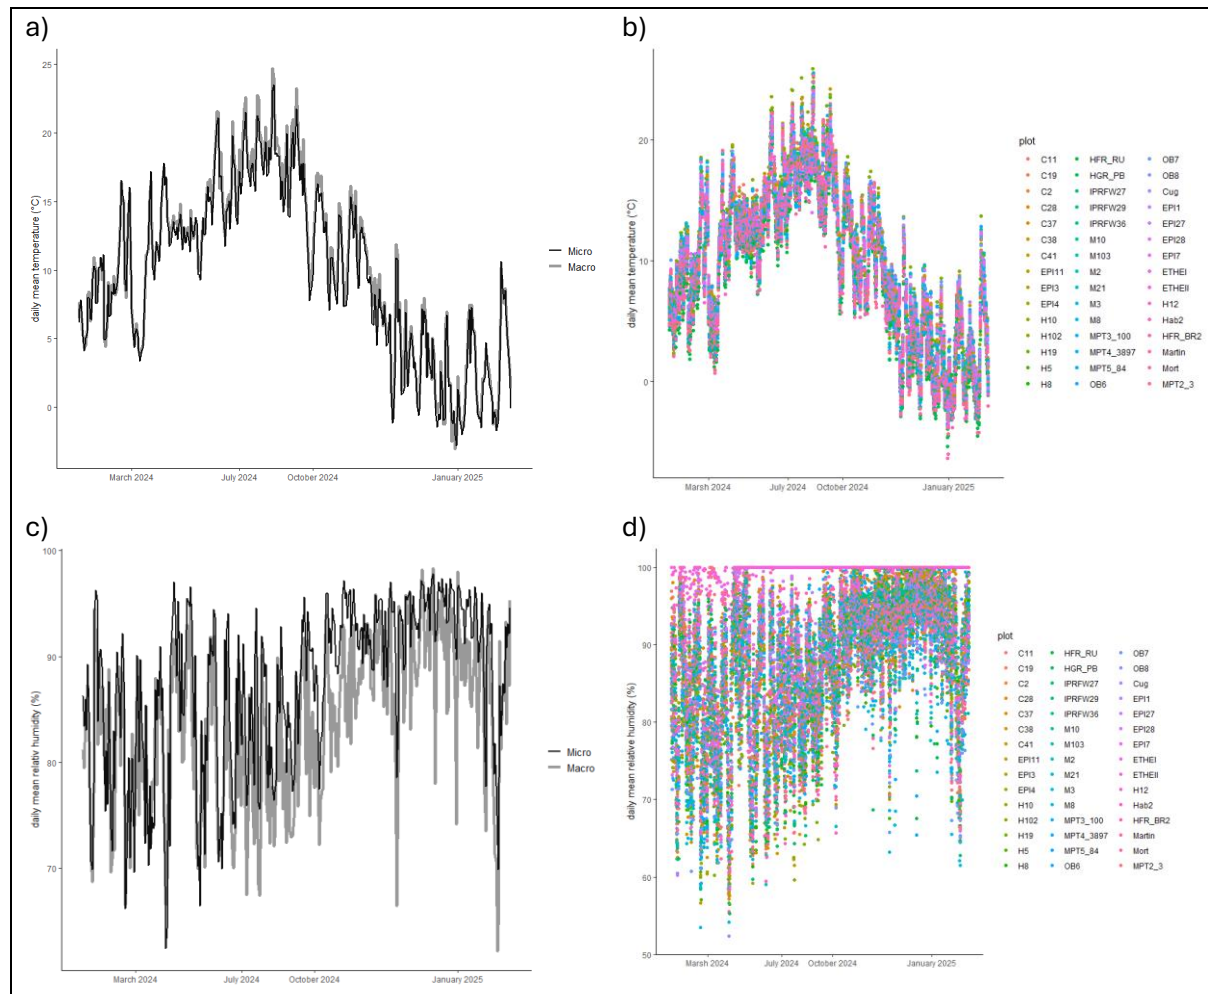 a)
b)
25
20
15
10
5
0
daily mean temperature (°C)
March 2024
July 2024
October 2024
January 2025
Micro
Macro
20
10
0
daily mean temperature (°C)
Marsh 2024
July 2024
October 2024
January 2025
plot
C11 HFR_RU OB7
C19 HGR_PB OB8
C2 IPRFW27 Cug
C28 IPRFW29 EPI1
C37 IPRFW36 EPI27
C38 M10 EPI28
C41 M103 EPI7
EPI11 M2 ETHEI
EPI3 M21 ETHEII
EPI4 M3 H12
H10 M8 Hab2
H102 MPT3_100 HFR_BR2
H19 MPT4_3897 Martin
H5 MPT5_84 Mort
H8 OB6 MPT2_3
c)
d)
100
90
80
70
daily mean relative humidity (%)
March 2024
July 2024
October 2024
January 2025
Micro
Macro
100
90
80
70
60
50
daily mean relative humidity (%)
Marsh 2024
July 2024
October 2024
January 2025
plot
C11 HFR_RU OB7
C19 HGR_PB OB8
C2 IPRFW27 Cug
C28 IPRFW29 EPI1
C37 IPRFW36 EPI27
C38 M10 EPI28
C41 M103 EPI7
EPI11 M2 ETHEI
EPI3 M21 ETHEII
EPI4 M3 H12
H10 M8 Hab2
H102 MPT3_100 HFR_BR2
H19 MPT4_3897 Martin
H5 MPT5_84 Mort
H8 OB6 MPT2_3